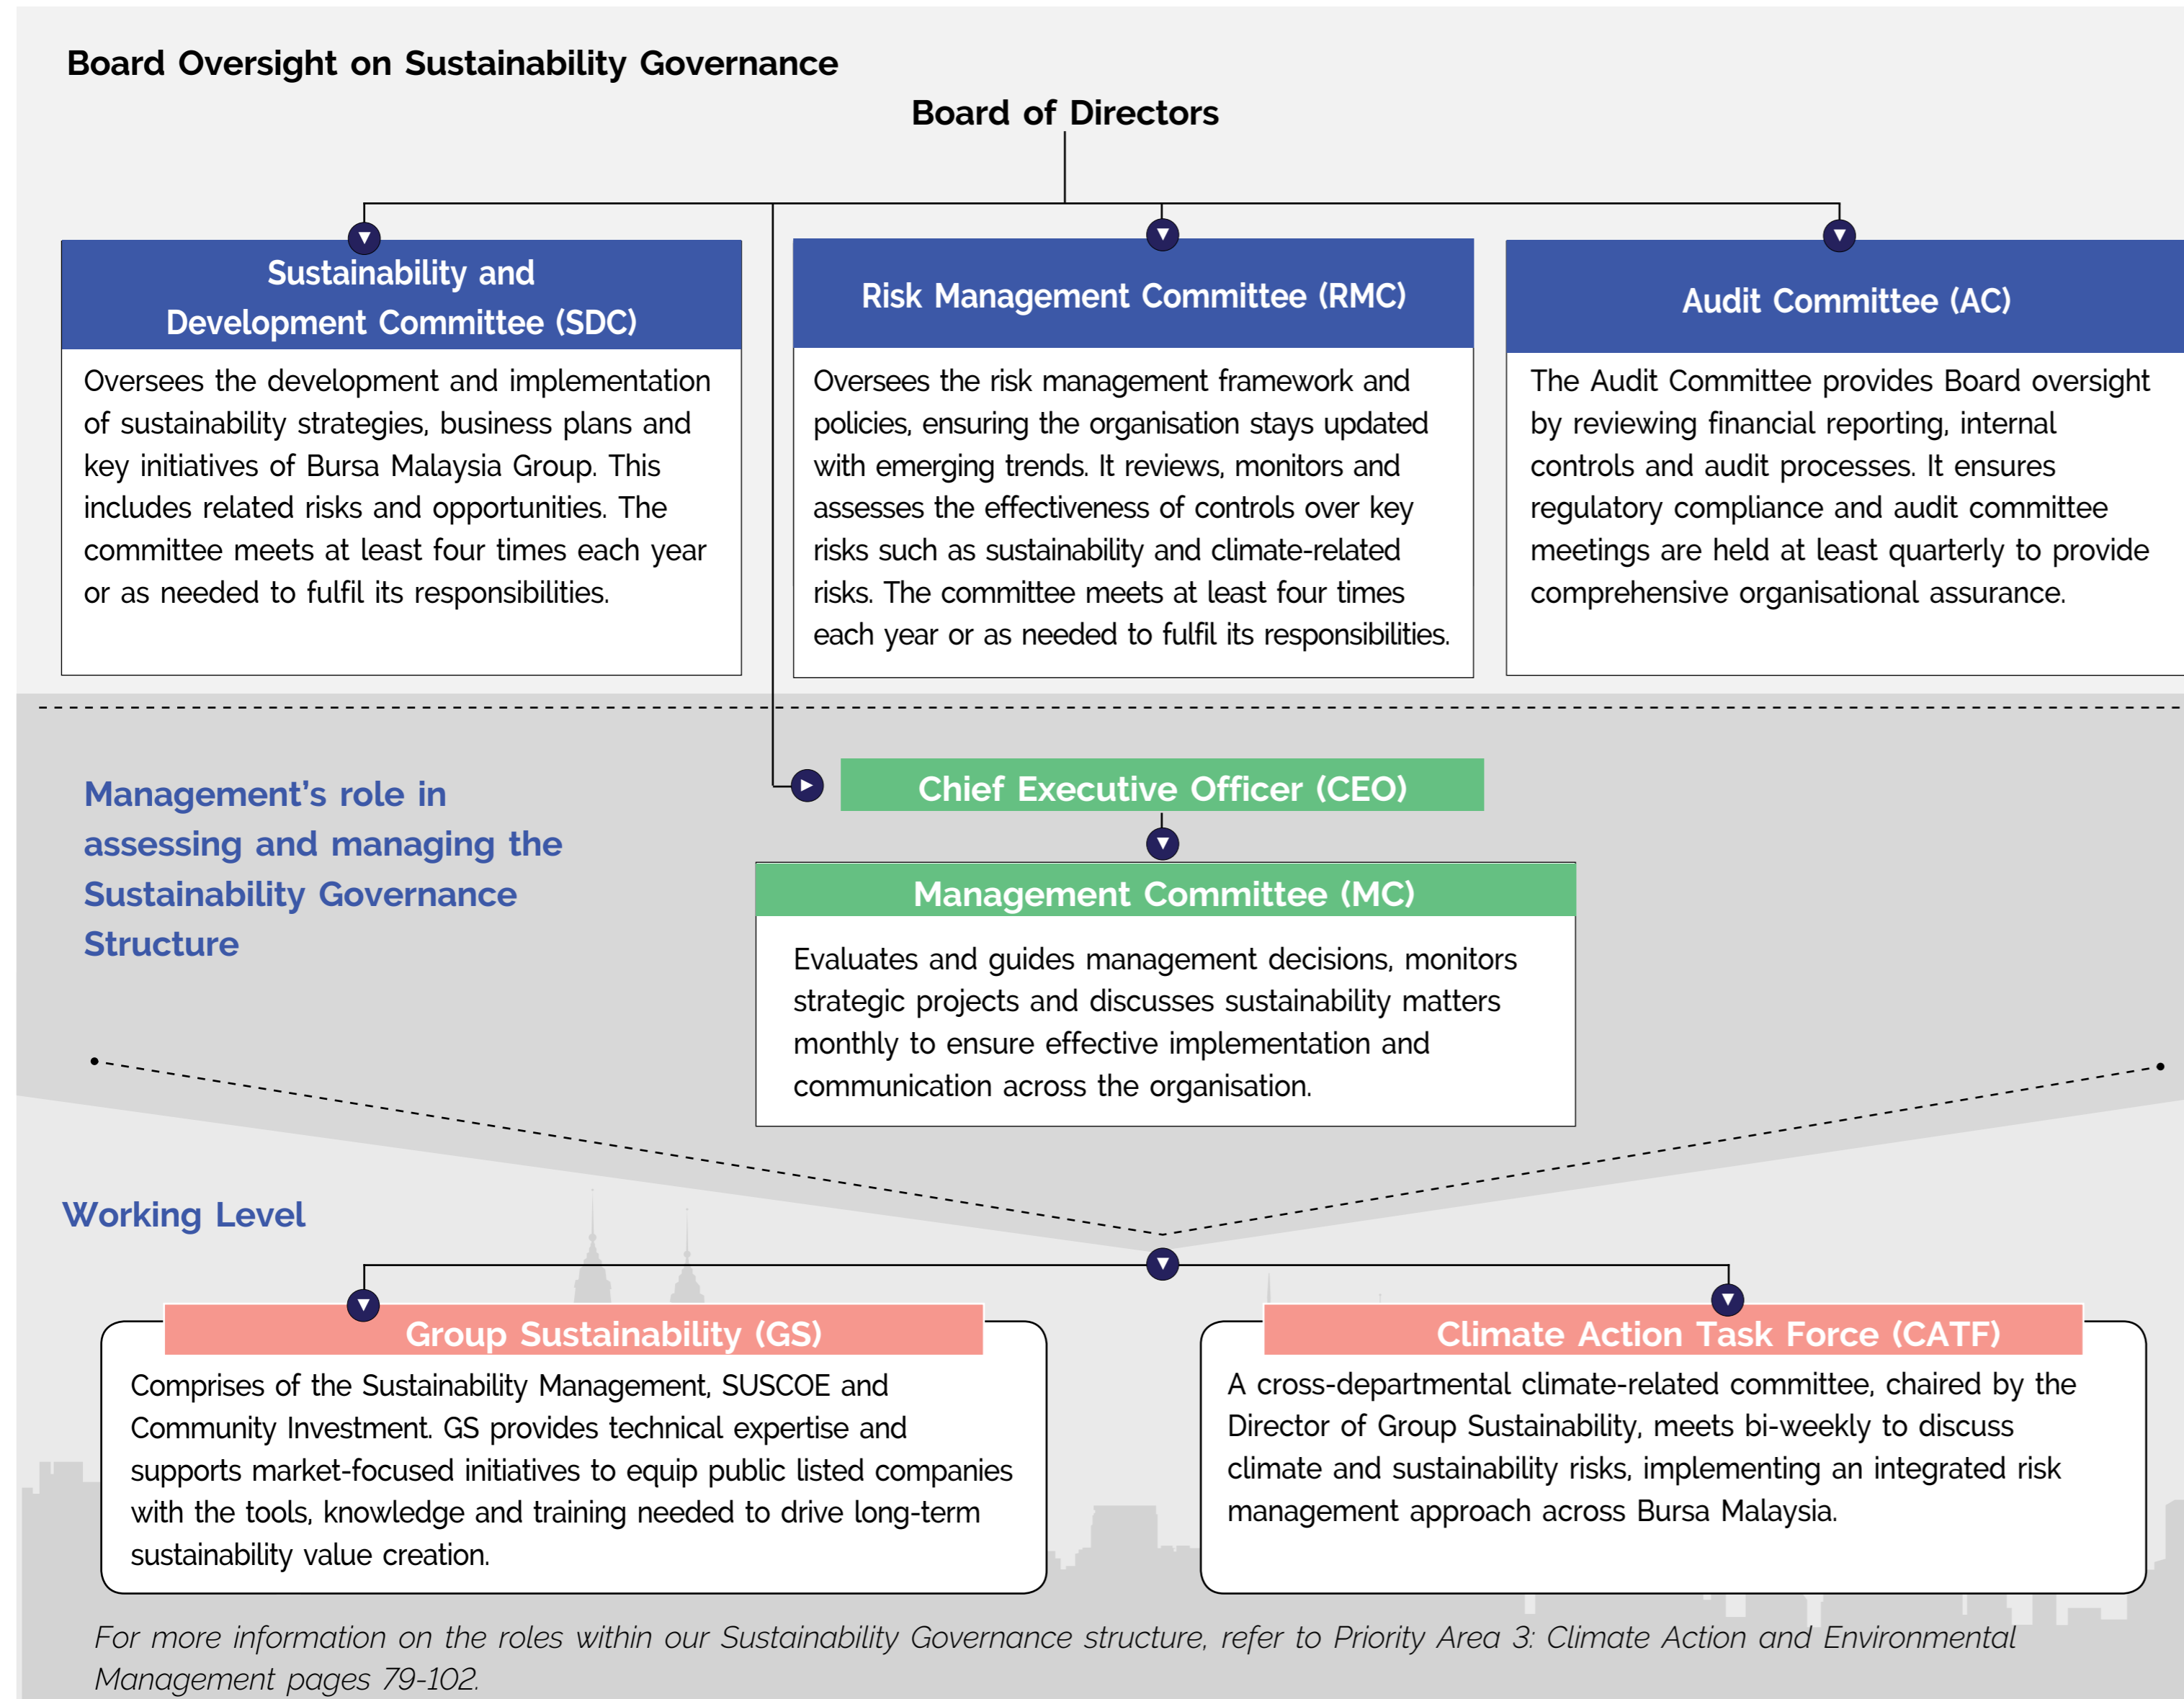 Board Oversight on Sustainability Governance
Board of Directors
Sustainability and
Development Committee (SDC)
Oversees the development and implementation
of sustainability strategies, business plans and
key initiatives of Bursa Malaysia Group. This
includes related risks and opportunities. The
committee meets at least four times each year
or as needed to fulfil its responsibilities.
Risk Management Committee (RMC)
Oversees the risk management framework and
policies, ensuring the organisation stays updated
with emerging trends. It reviews, monitors and
assesses the effectiveness of controls over key
risks such as sustainability and climate-related
risks. The committee meets at least four times
each year or as needed to fulfil its responsibilities.
Audit Committee (AC)
The Audit Committee provides Board oversight
by reviewing financial reporting, internal
controls and audit processes. It ensures
regulatory compliance and audit committee
meetings are held at least quarterly to provide
comprehensive organisational assurance.
Management’s role in
assessing and managing the
Sustainability Governance
Structure
Chief Executive Officer (CEO)
Management Committee (MC)
Evaluates and guides management decisions, monitors
strategic projects and discusses sustainability matters
monthly to ensure effective implementation and
communication across the organisation.
Working Level
Group Sustainability (GS)
Comprises of the Sustainability Management, SUSCOE and
Community Investment. GS provides technical expertise and
supports market-focused initiatives to equip public listed companies
with the tools, knowledge and training needed to drive long-term
sustainability value creation.
Climate Action Task Force (CATF)
A cross-departmental climate-related committee, chaired by the
Director of Group Sustainability, meets bi-weekly to discuss
climate and sustainability risks, implementing an integrated risk
management approach across Bursa Malaysia.
For more information on the roles within our Sustainability Governance structure, refer to Priority Area 3: Climate Action and Environmental
Management pages 79-102.